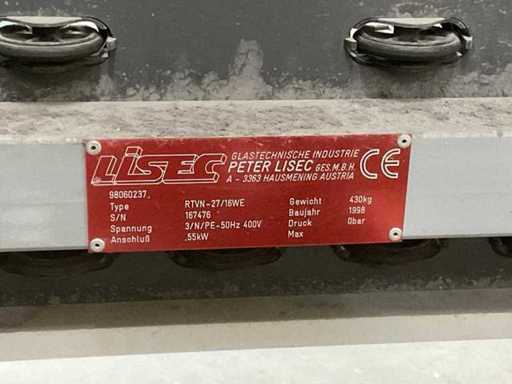 LISEC
GLASTECHNISCHE INDUSTRIE
PETER LISEC GES.M.B.H.
A - 3363 HAUSMENING AUSTRIA
CE
98060237.
Type RTVN-27/16WE Gewicht 430kg
S/N 167476 Baujahr 1998
Spannung 3/N/PE-50Hz 400V Druck 0bar
Anschluß .55kW Max